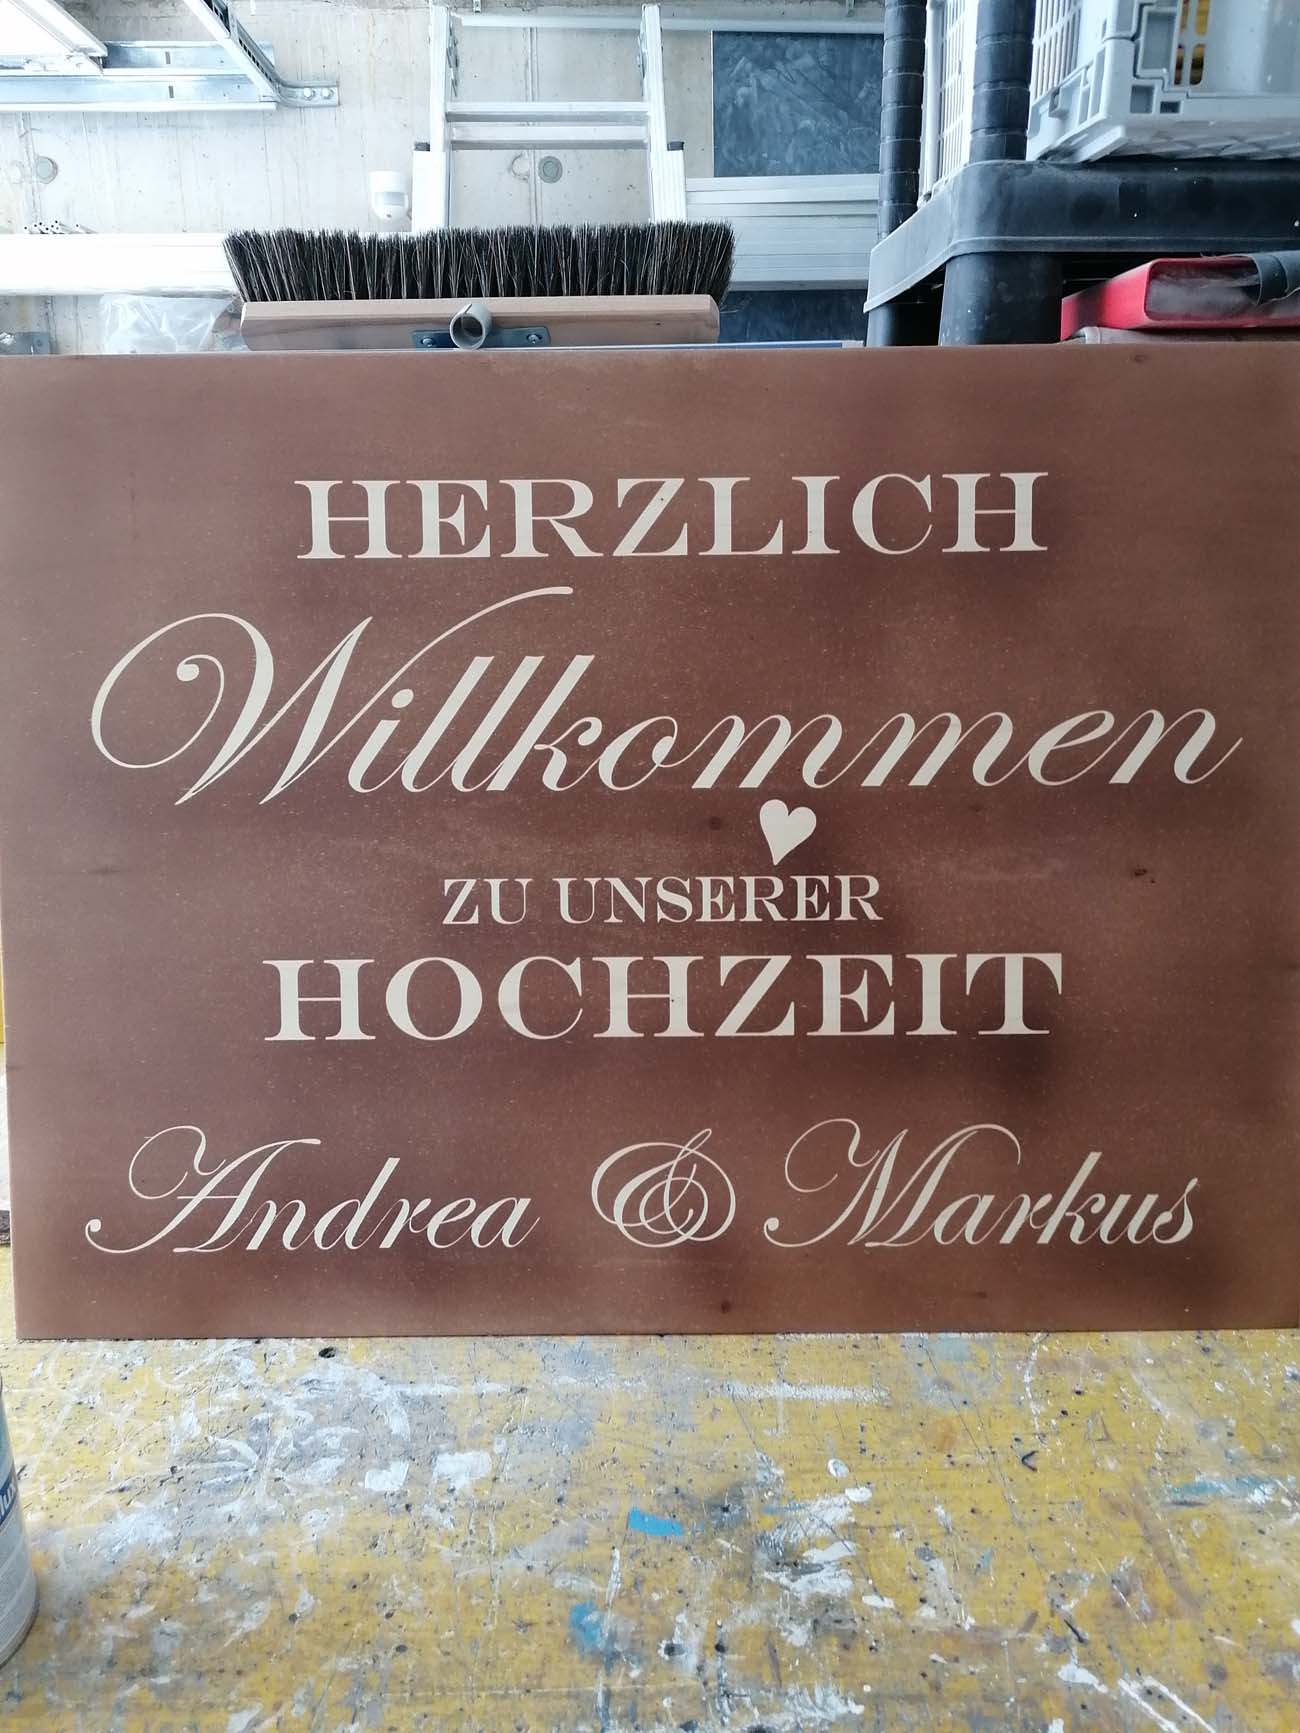 HERZLICH
Willkommen
ZU UNSERER
HOCHZEIT
Andrea & Markus